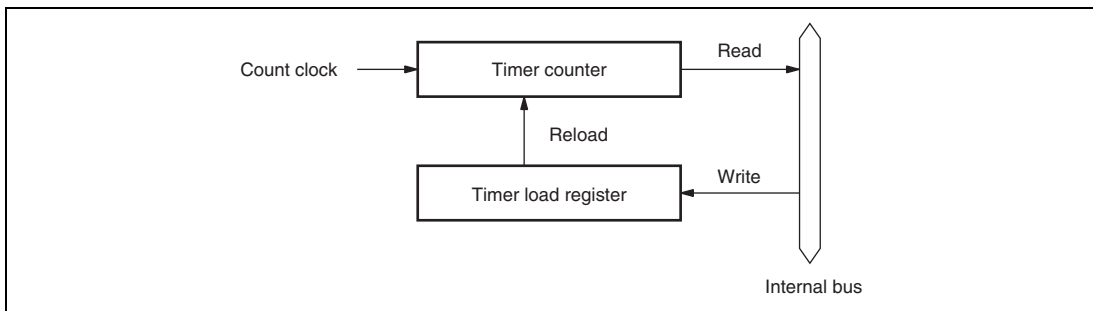 Read
Count clock
Timer counter
Reload
Write
Timer load register
Internal bus